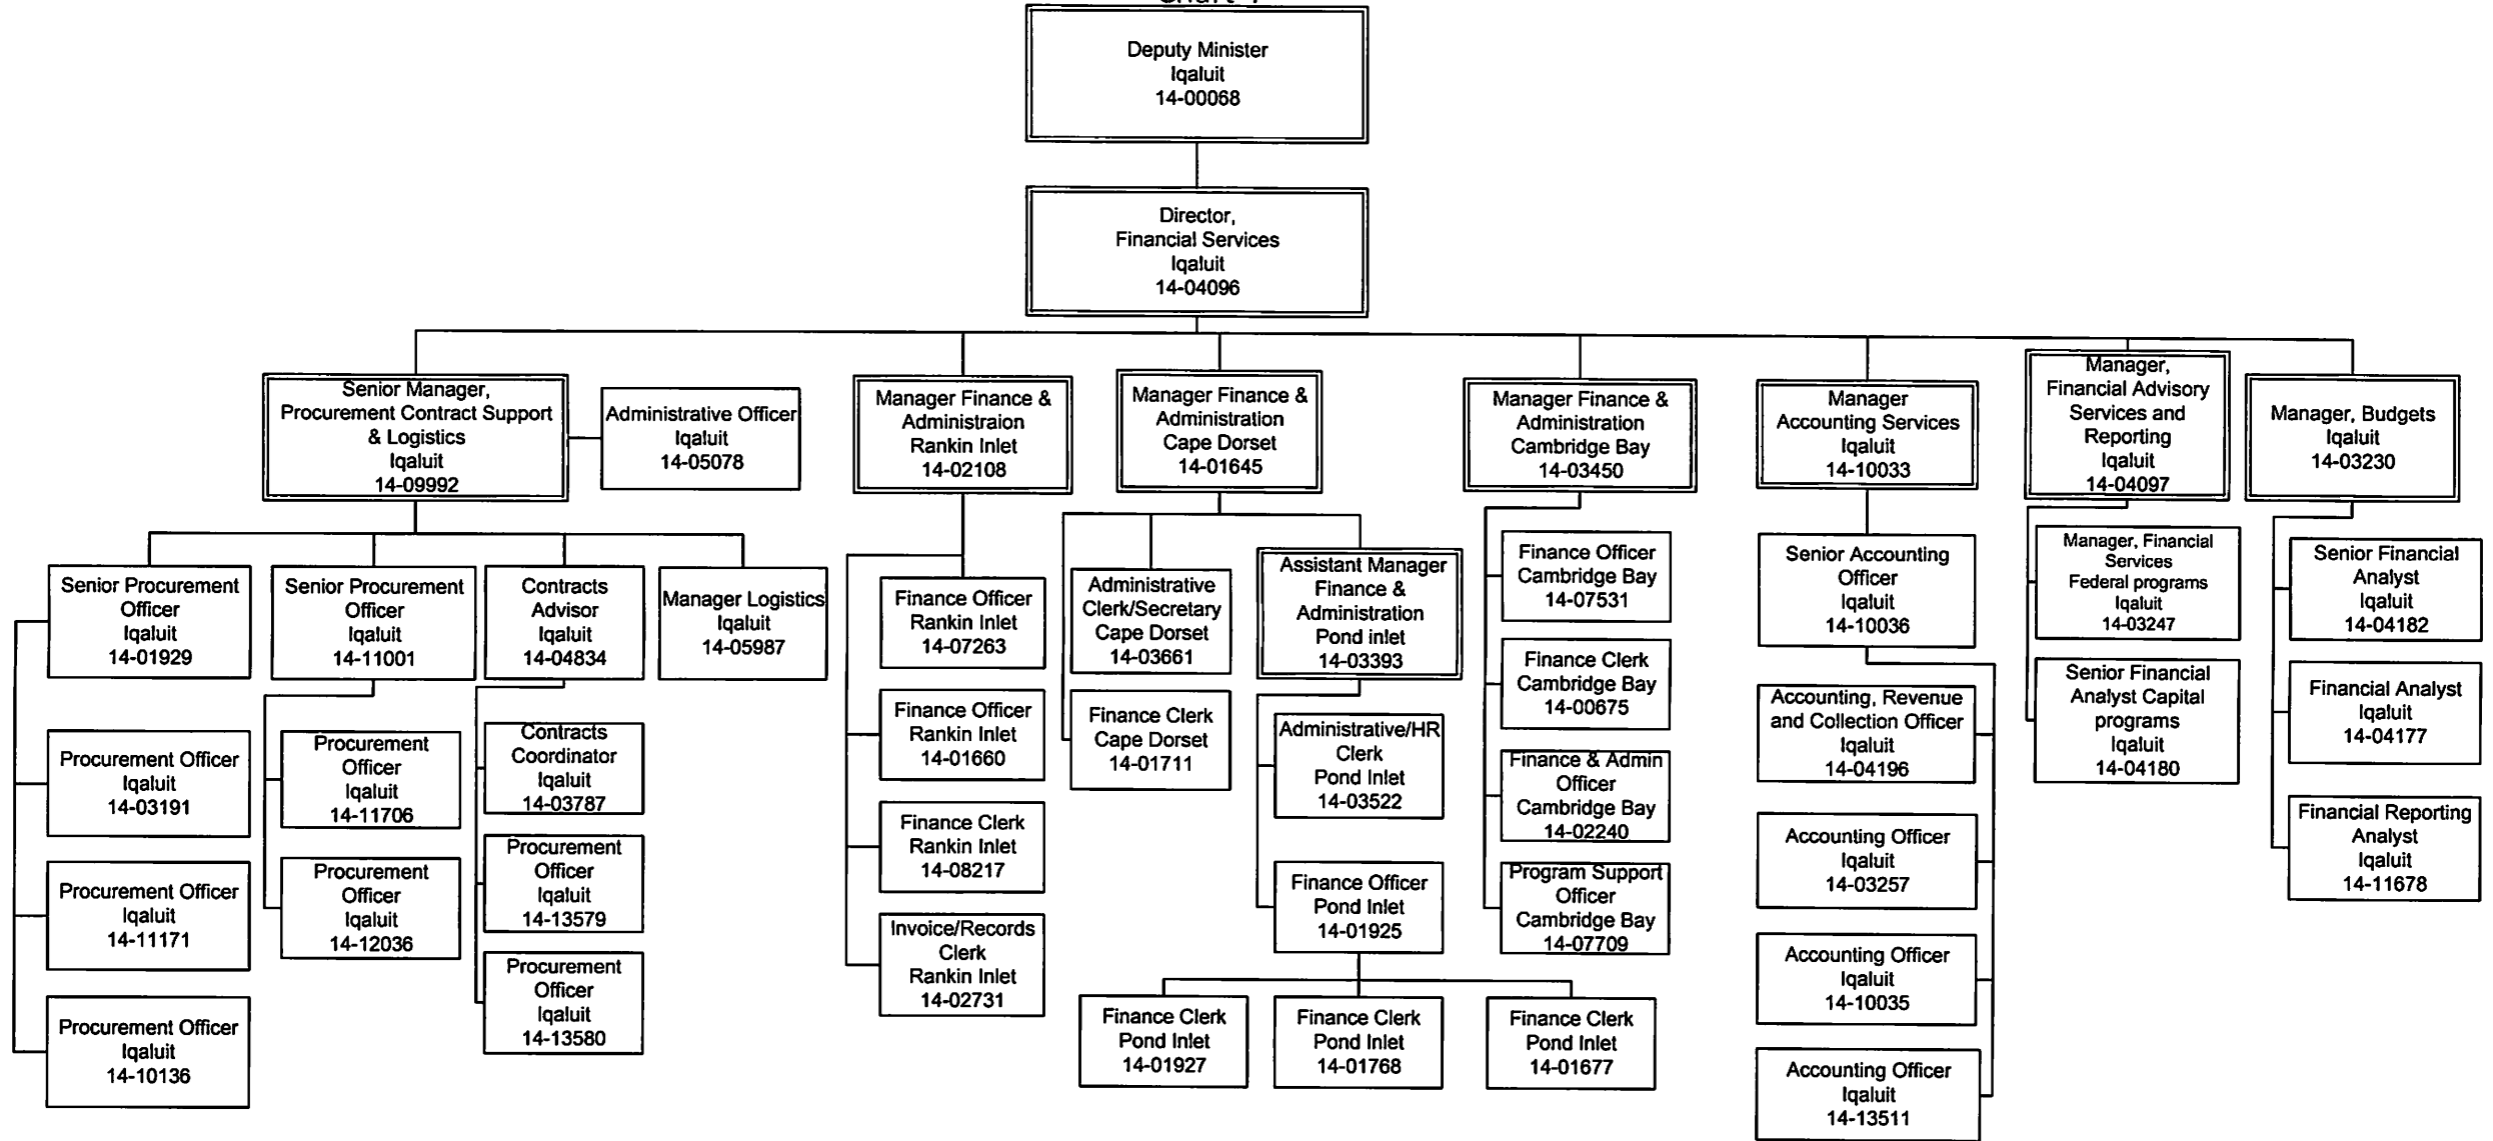 Chart 7
Deputy Minister
Iqaluit
14-00068
Director,
Financial Services
Iqaluit
14-04096
Senior Manager,
Procurement Contract Support
& Logistics
Iqaluit
14-09992
Administrative Officer
Iqaluit
14-05078
Manager Finance &
Administraion
Rankin Inlet
14-02108
Manager Finance &
Administration
Cape Dorset
14-01645
Manager Finance &
Administration
Cambridge Bay
14-03450
Manager
Accounting Services
Iqaluit
14-10033
Manager,
Financial Advisory
Services and
Reporting
Iqaluit
14-04097
Manager, Budgets
Iqaluit
14-03230
Senior Procurement
Officer
Iqaluit
14-01929
Senior Procurement
Officer
Iqaluit
14-11001
Contracts
Advisor
Iqaluit
14-04834
Manager Logistics
Iqaluit
14-05987
Procurement Officer
Iqaluit
14-03191
Procurement Officer
Iqaluit
14-11171
Procurement Officer
Iqaluit
14-10136
Procurement
Officer
Iqaluit
14-11706
Procurement
Officer
Iqaluit
14-12036
Contracts
Coordinator
Iqaluit
14-03787
Procurement
Officer
Iqaluit
14-13579
Procurement
Officer
Iqaluit
14-13580
Finance Officer
Rankin Inlet
14-07263
Finance Officer
Rankin Inlet
14-01660
Finance Clerk
Rankin Inlet
14-08217
Invoice/Records
Clerk
Rankin Inlet
14-02731
Administrative
Clerk/Secretary
Cape Dorset
14-03661
Finance Clerk
Cape Dorset
14-01711
Assistant Manager
Finance &
Administration
Pond inlet
14-03393
Administrative/HR
Clerk
Pond Inlet
14-03522
Finance Officer
Pond Inlet
14-01925
Finance Clerk
Pond Inlet
14-01927
Finance Clerk
Pond Inlet
14-01768
Finance Clerk
Pond Inlet
14-01677
Finance Officer
Cambridge Bay
14-07531
Finance Clerk
Cambridge Bay
14-00675
Finance & Admin
Officer
Cambridge Bay
14-02240
Program Support
Officer
Cambridge Bay
14-07709
Senior Accounting
Officer
Iqaluit
14-10036
Accounting, Revenue
and Collection Officer
Iqaluit
14-04196
Accounting Officer
Iqaluit
14-03257
Accounting Officer
Iqaluit
14-10035
Accounting Officer
Iqaluit
14-13511
Manager, Financial
Services
Federal programs
Iqaluit
14-03247
Senior Financial
Analyst Capital
programs
Iqaluit
14-04180
Senior Financial
Analyst
Iqaluit
14-04182
Financial Analyst
Iqaluit
14-04177
Financial Reporting
Analyst
Iqaluit
14-11678